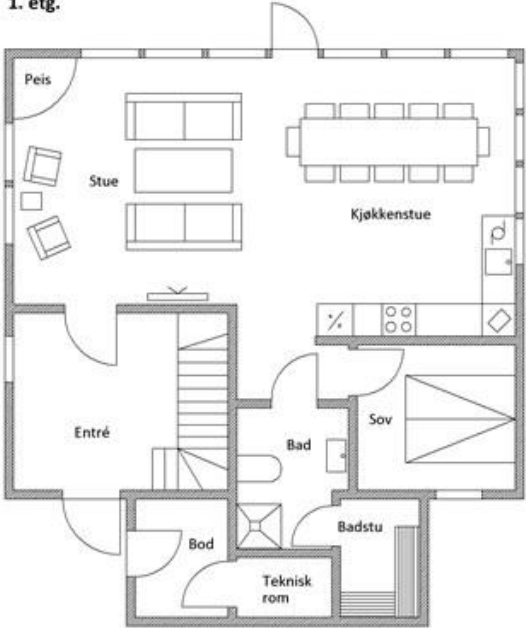 1. etg.
Peis
Stue
Kjøkkenstue
Entré
Sov
Bad
Badstu
Bod
Teknisk
rom